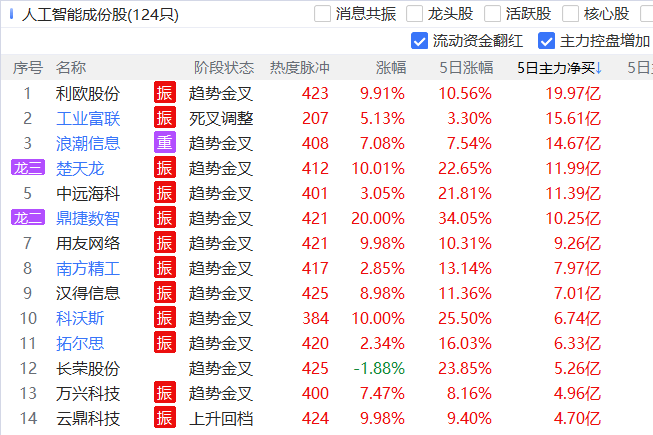 人工智能成份股(124只) 消息共振 龙头股 活跃股 核心股
流动资金翻红 主力控盘增加
序号 名称 阶段状态 热度脉冲 涨幅 5日涨幅 5日主力净买↓ 5日主
1 利欧股份 振 趋势金叉 423 9.91% 10.56% 19.97亿
2 工业富联 振 死叉调整 207 5.13% 3.30% 15.61亿
3 浪潮信息 重 趋势金叉 408 7.08% 7.54% 14.67亿
龙三 楚天龙 振 趋势金叉 412 10.01% 22.65% 11.99亿
5 中远海科 振 趋势金叉 401 3.05% 21.81% 11.39亿
龙二 鼎捷数智 振 趋势金叉 421 20.00% 34.05% 10.25亿
7 用友网络 振 趋势金叉 421 9.98% 10.31% 9.26亿
8 南方精工 振 趋势金叉 417 2.85% 13.14% 7.97亿
9 汉得信息 振 趋势金叉 425 8.98% 11.36% 7.01亿
10 科沃斯 振 趋势金叉 384 10.00% 25.50% 6.74亿
11 拓尔思 振 趋势金叉 420 2.34% 16.03% 6.33亿
12 长荣股份 趋势金叉 425 -1.88% 23.85% 5.26亿
13 万兴科技 振 趋势金叉 400 7.47% 8.16% 4.96亿
14 云鼎科技 振 上升回档 424 9.98% 9.40% 4.70亿